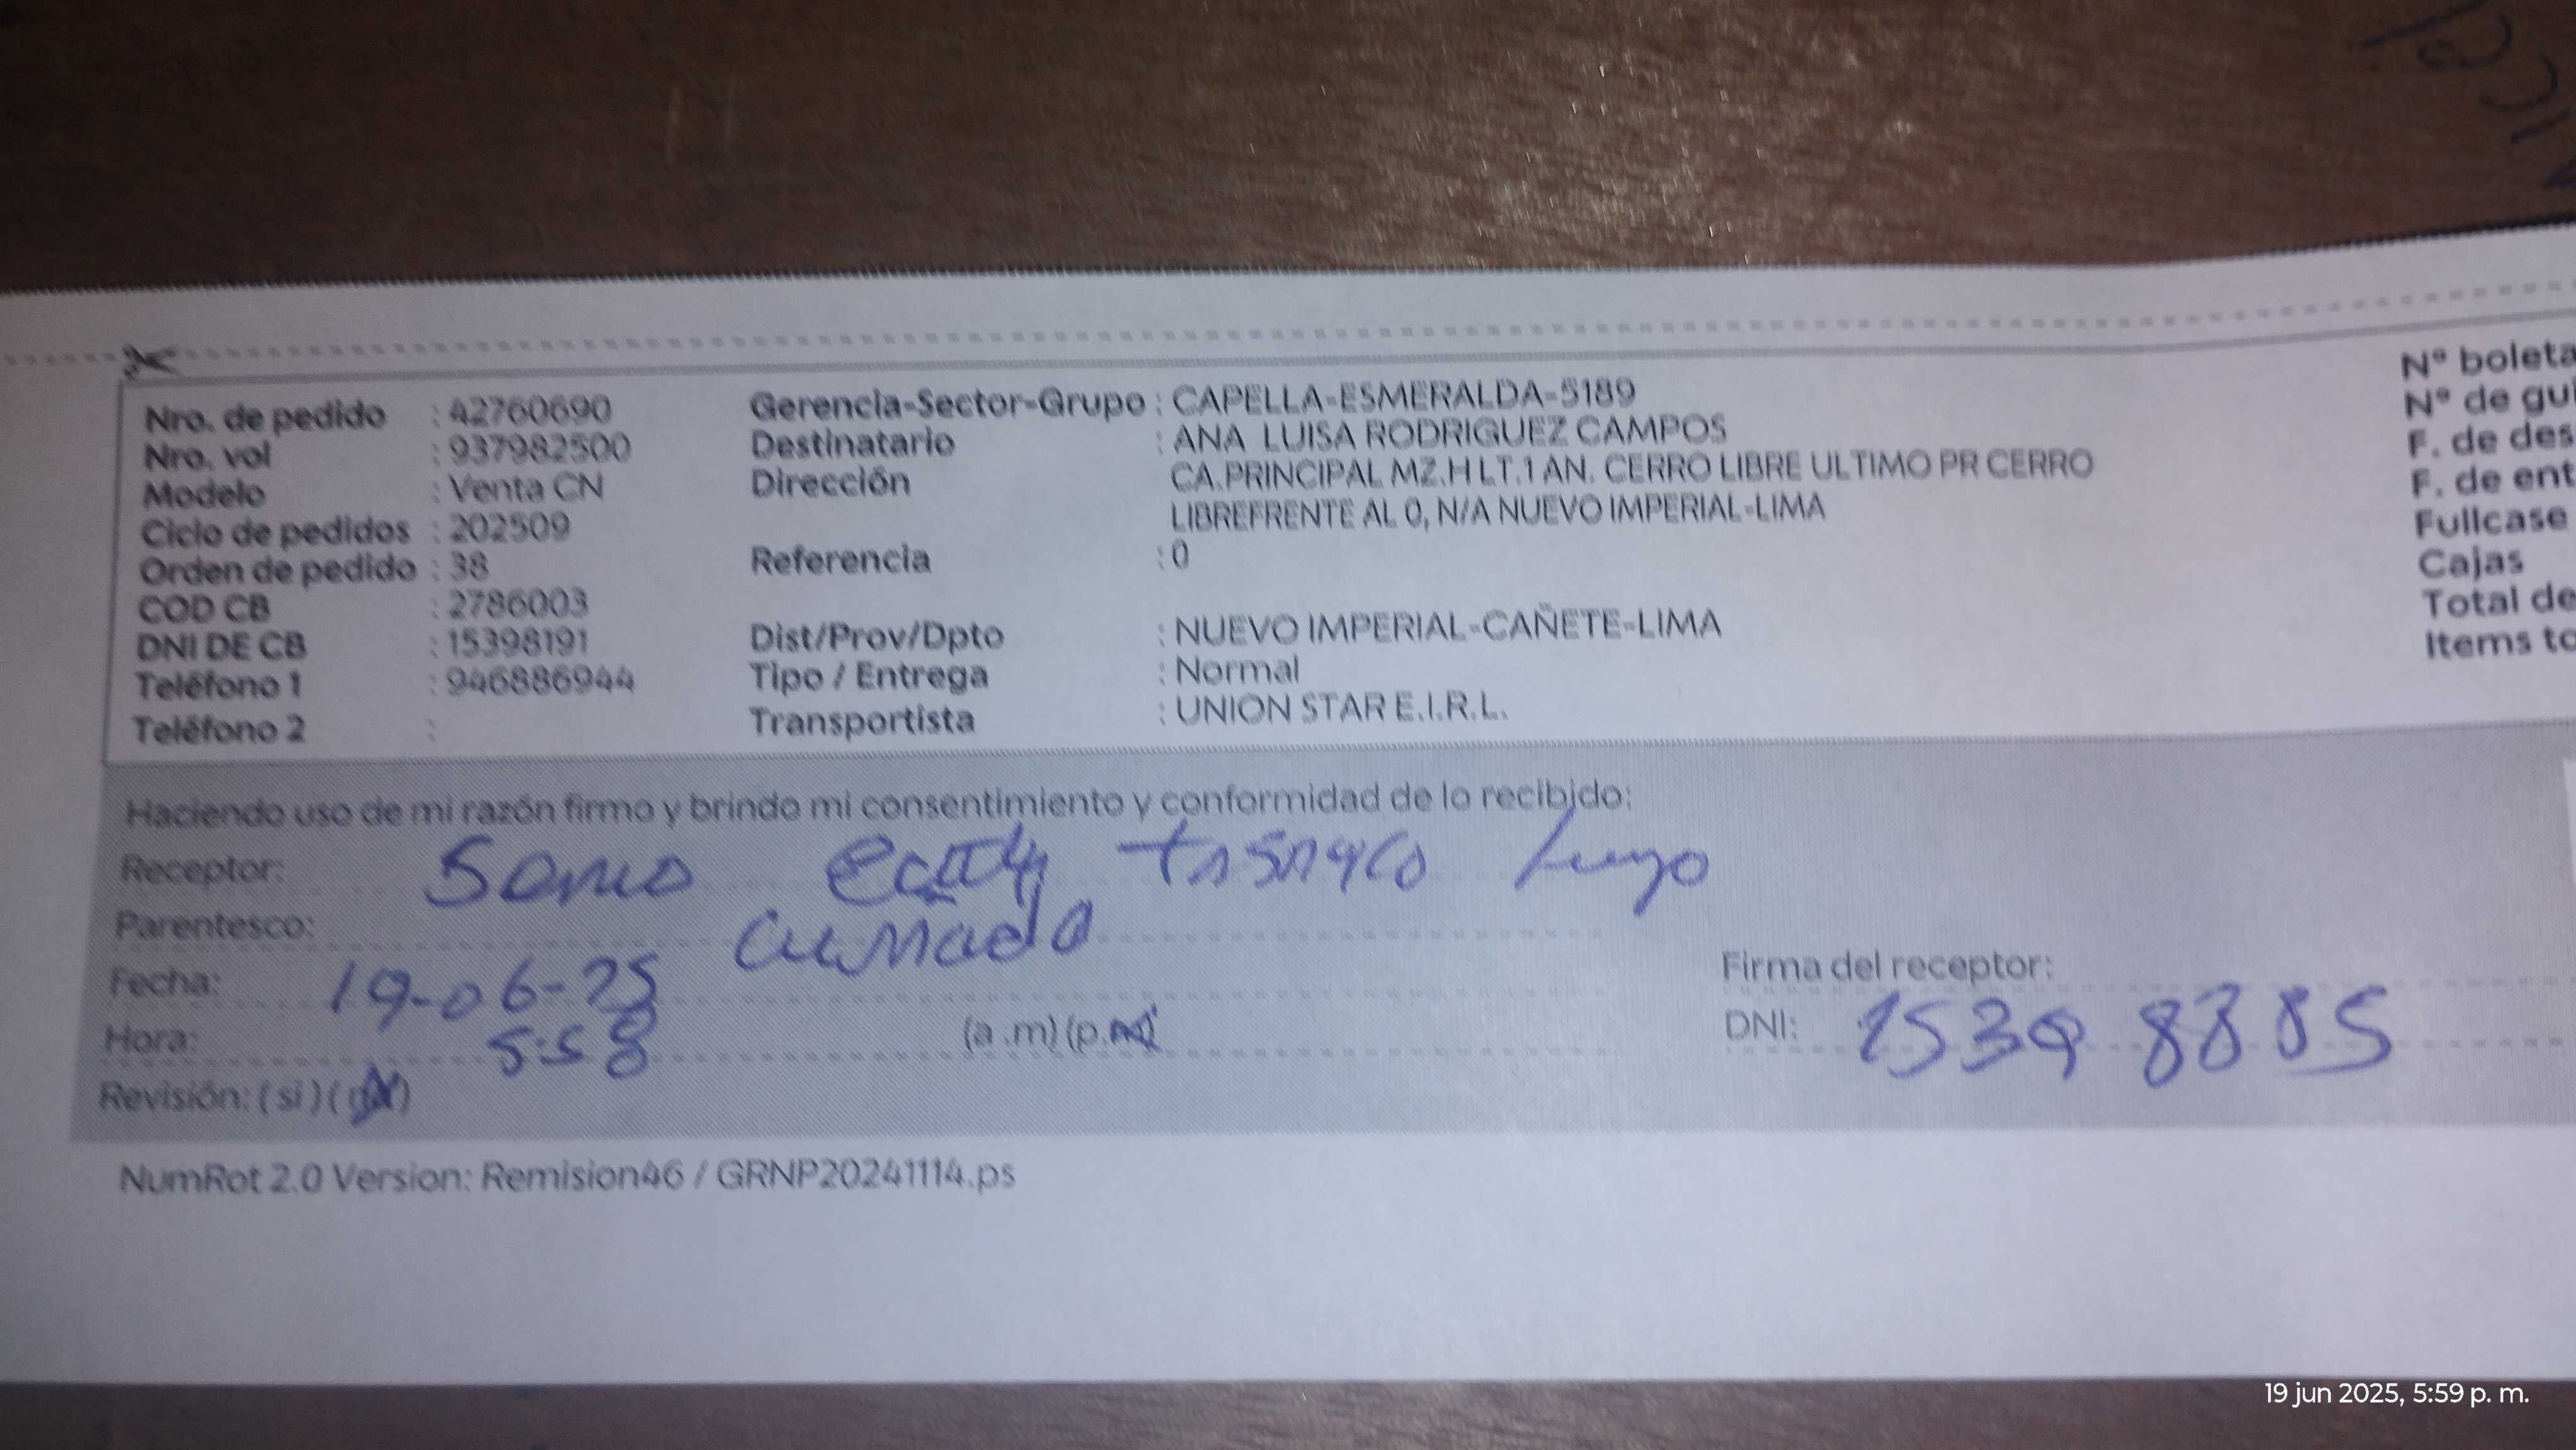 Nro. de pedido : 42760690
Nro. vol : 937982500
Modelo : Venta CN
Ciclo de pedidos : 202509
Orden de pedido : 38
COD CB : 2786003
DNI DE CB : 15398191
Teléfono 1 : 946886944
Teléfono 2 :
Gerencia-Sector-Grupo : CAPELLA-ESMERALDA-5189
Destinatario : ANA LUISA RODRIGUEZ CAMPOS
Dirección CA.PRINCIPAL MZ.H LT.1 AN. CERRO LIBRE ULTIMO PR CERRO
LIBREFRENTE AL 0, N/A NUEVO IMPERIAL-LIMA
Referencia : 0
Dist/Prov/Dpto : NUEVO IMPERIAL-CAÑETE-LIMA
Tipo / Entrega : Normal
Transportista : UNION STAR E.I.R.L.
Nº boleta
Nº de gui
F. de des
F. de ent
Fullcase
Cajas
Total de
Items to
Haciendo uso de mi razón firmo y brindo mi consentimiento y conformidad de lo recibido:
Receptor:
Parentesco: cuñada
Fecha: 19-06-25
Hora: 5:58 (a.m) (p.m)
Revisión: (si) (no)
Firma del receptor:
DNI: 15398885
NumRot 2.0 Version: Remision46 / GRNP20241114.ps
19 jun 2025, 5:59 p. m.